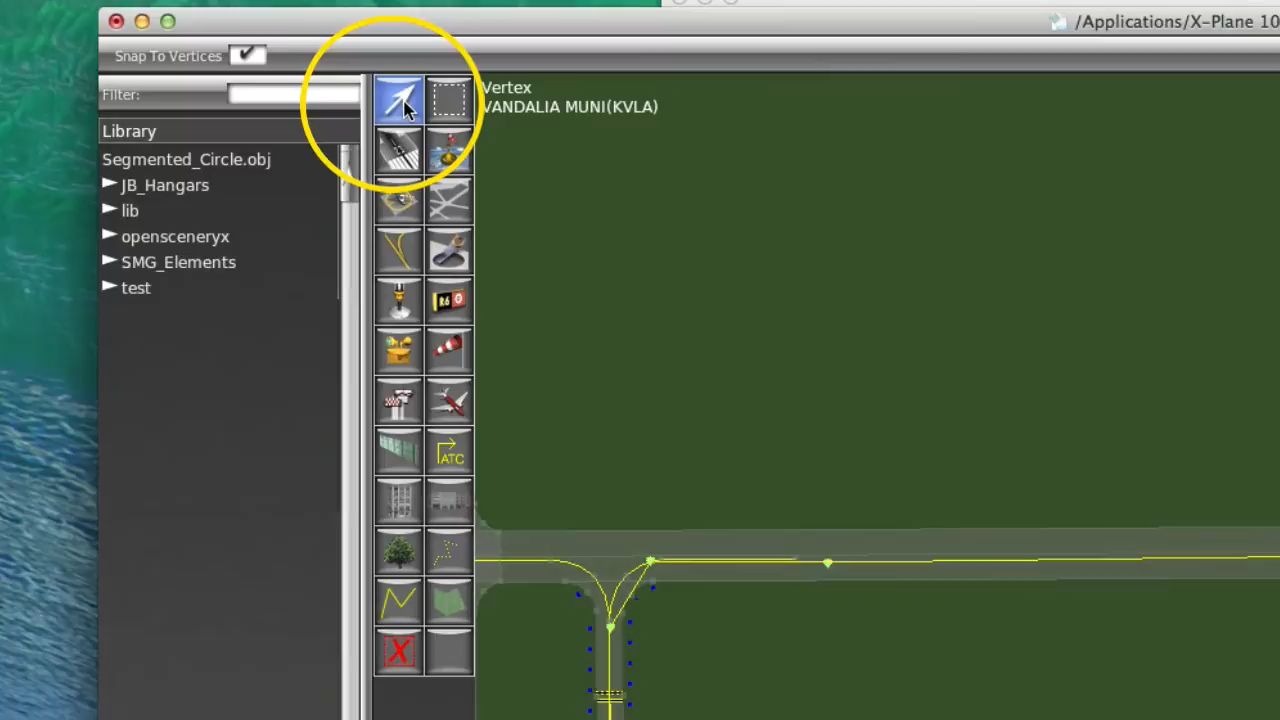 /Applications/X-Plane 10
Snap To Vertices
Filter:
Library
Segmented_Circle.obj
JB_Hangars
lib
opensceneryx
SMG_Elements
test
Vertex
VANDALIA MUNI(KVLA)
R6
ATC
X